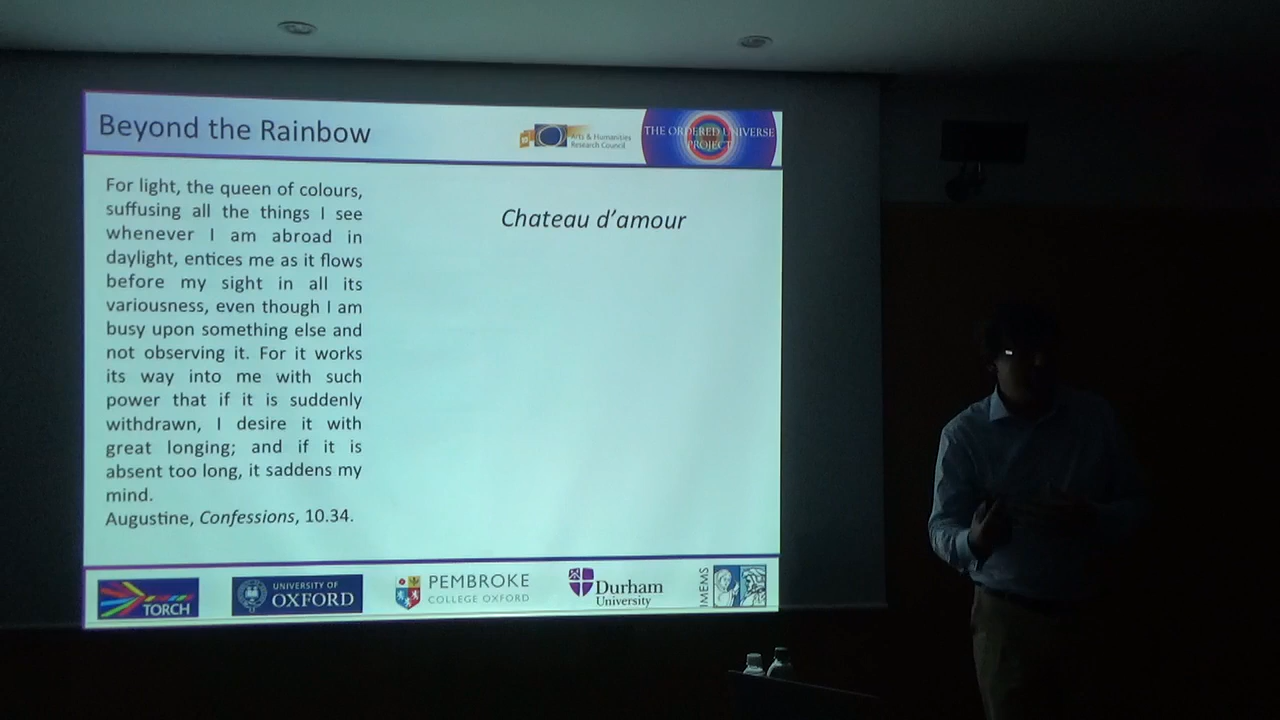 Beyond the Rainbow
Arts & Humanities
Research Council
THE ORDERED UNIVERSE
PROJECT
For light, the queen of colours,
suffusing all the things I see
whenever I am abroad in
daylight, entices me as it flows
before my sight in all its
variousness, even though I am
busy upon something else and
not observing it. For it works
its way into me with such
power that if it is suddenly
withdrawn, I desire it with
great longing; and if it is
absent too long, it saddens my
mind.
Augustine, Confessions, 10.34.
Chateau d’amour
TORCH
UNIVERSITY OF
OXFORD
PEMBROKE
COLLEGE OXFORD
Durham
University
IMEMS